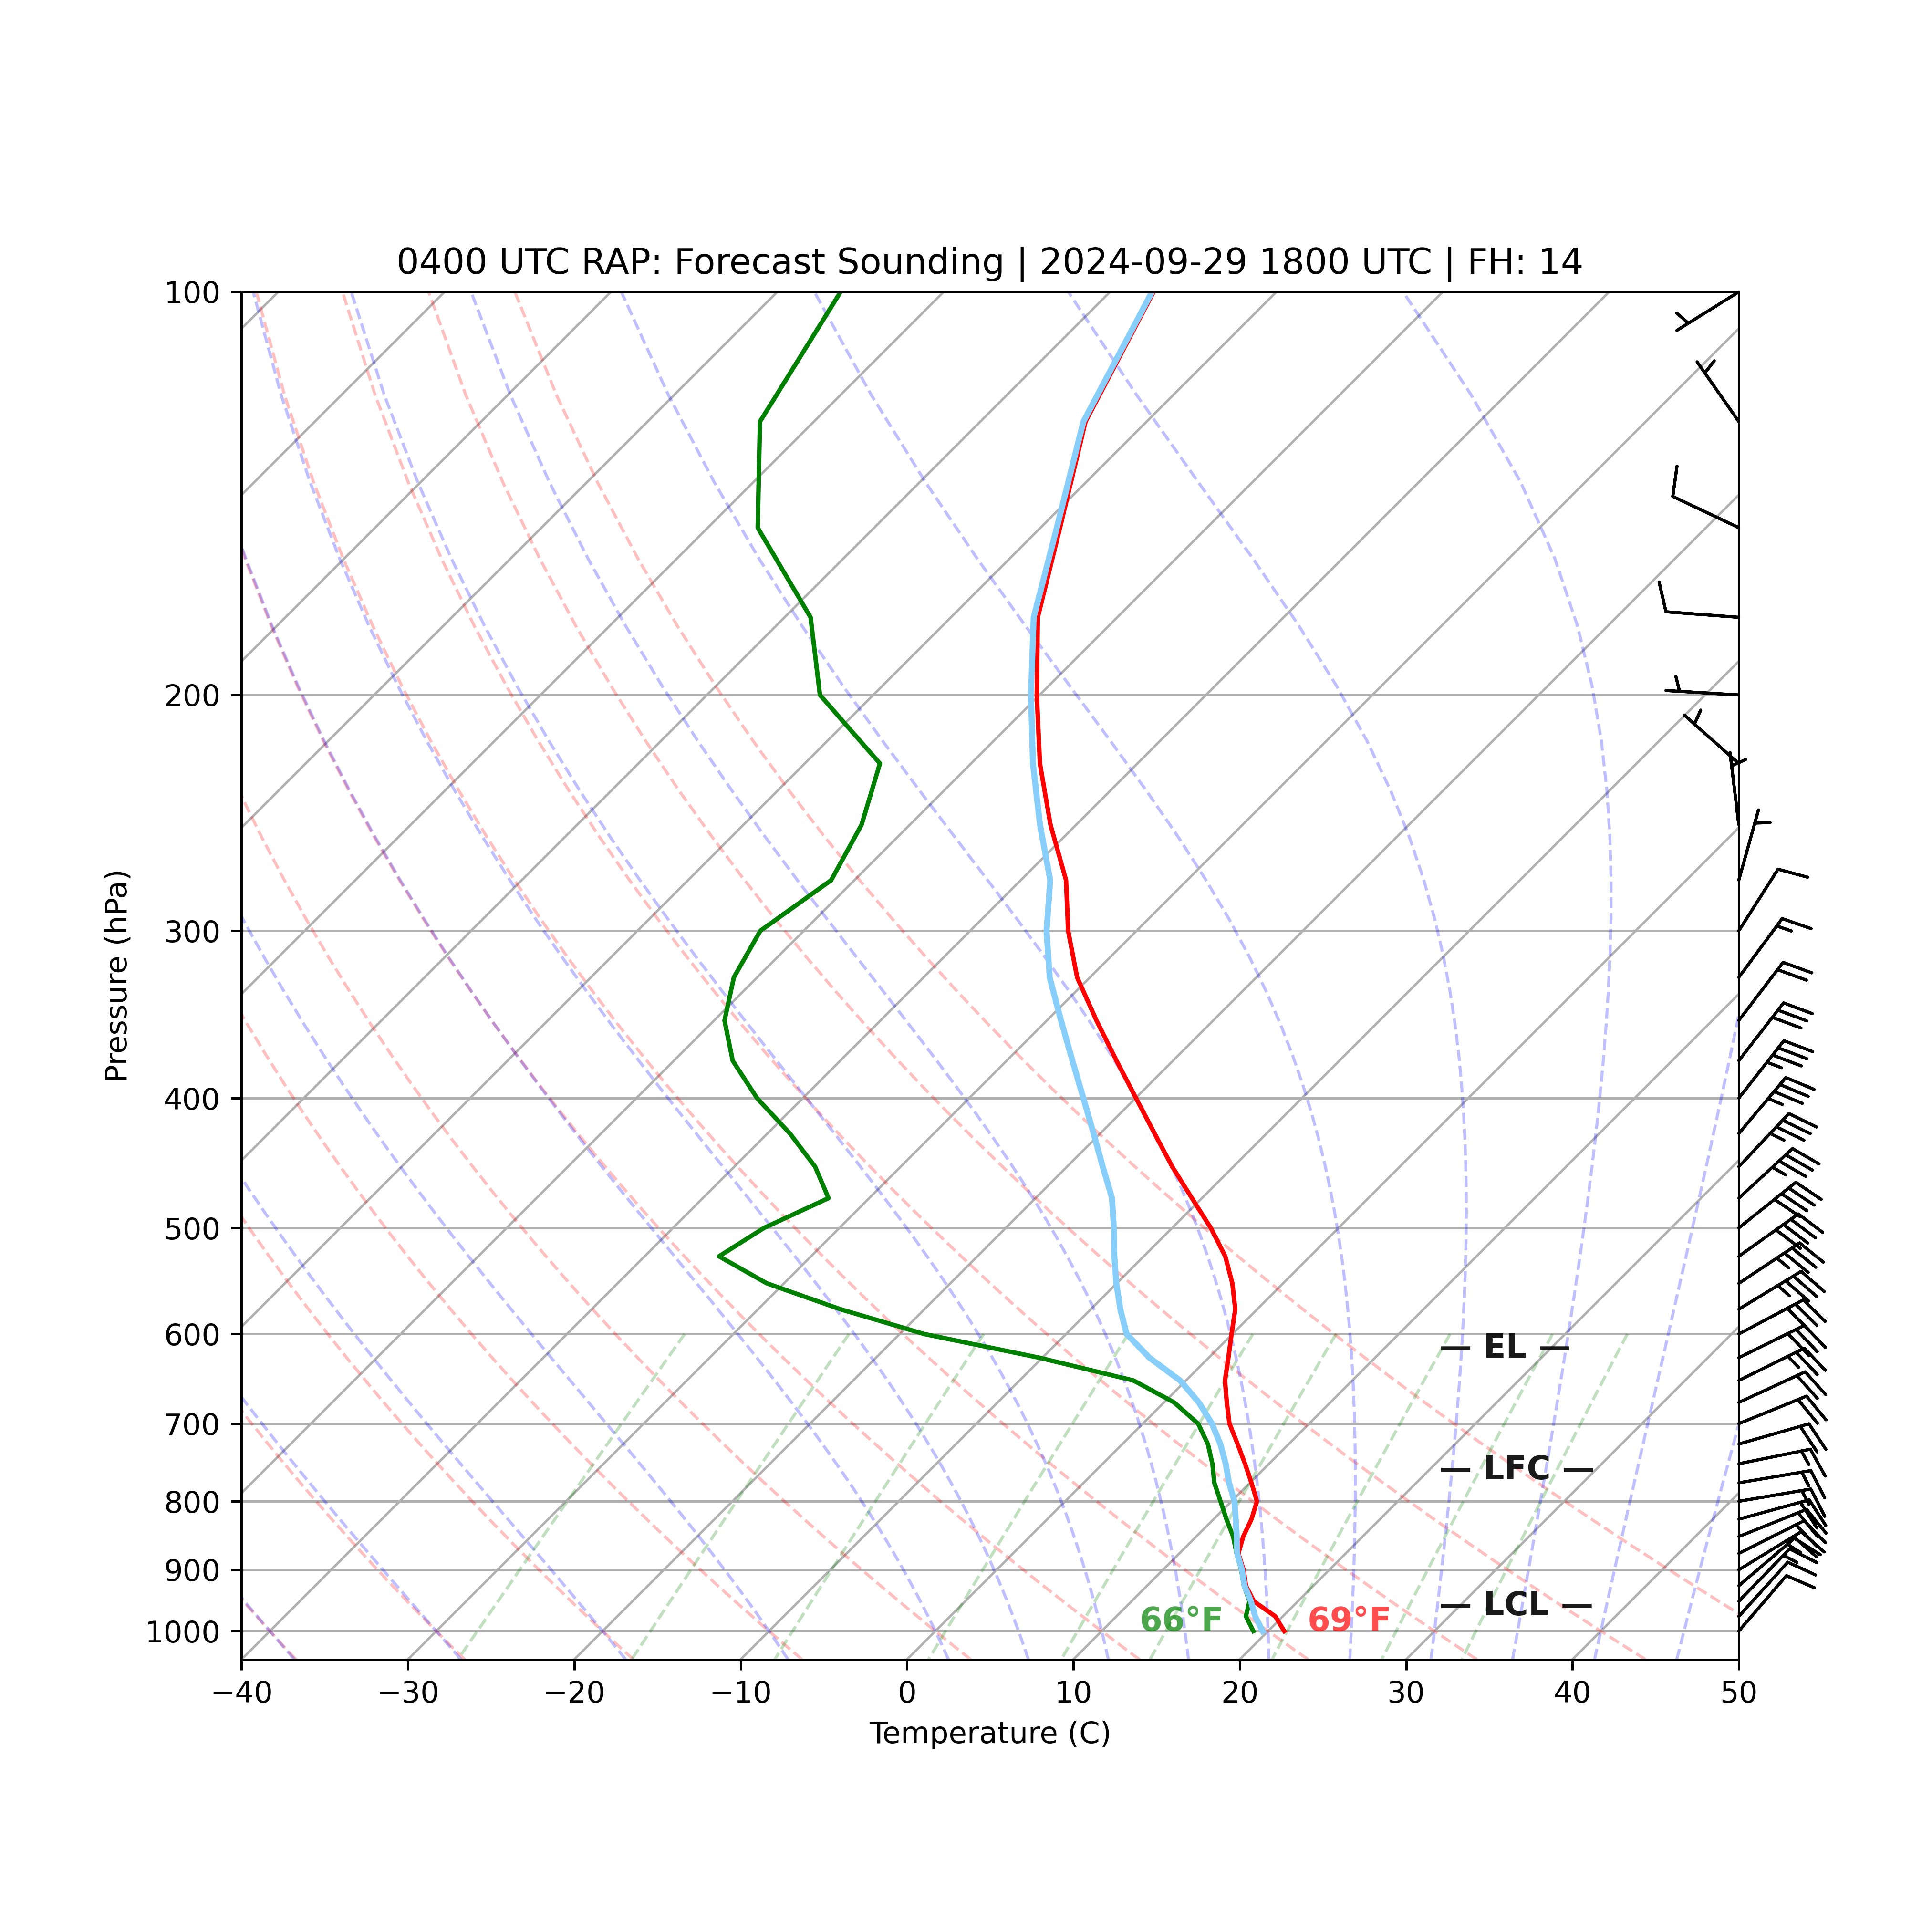 0400 UTC RAP: Forecast Sounding | 2024-09-29 1800 UTC | FH: 14
100
200
300
400
500
600
700
800
900
1000
Pressure (hPa)
— EL —
— LFC —
— LCL —
66°F
69°F
−40 −30 −20 −10 0 10 20 30 40 50
Temperature (C)